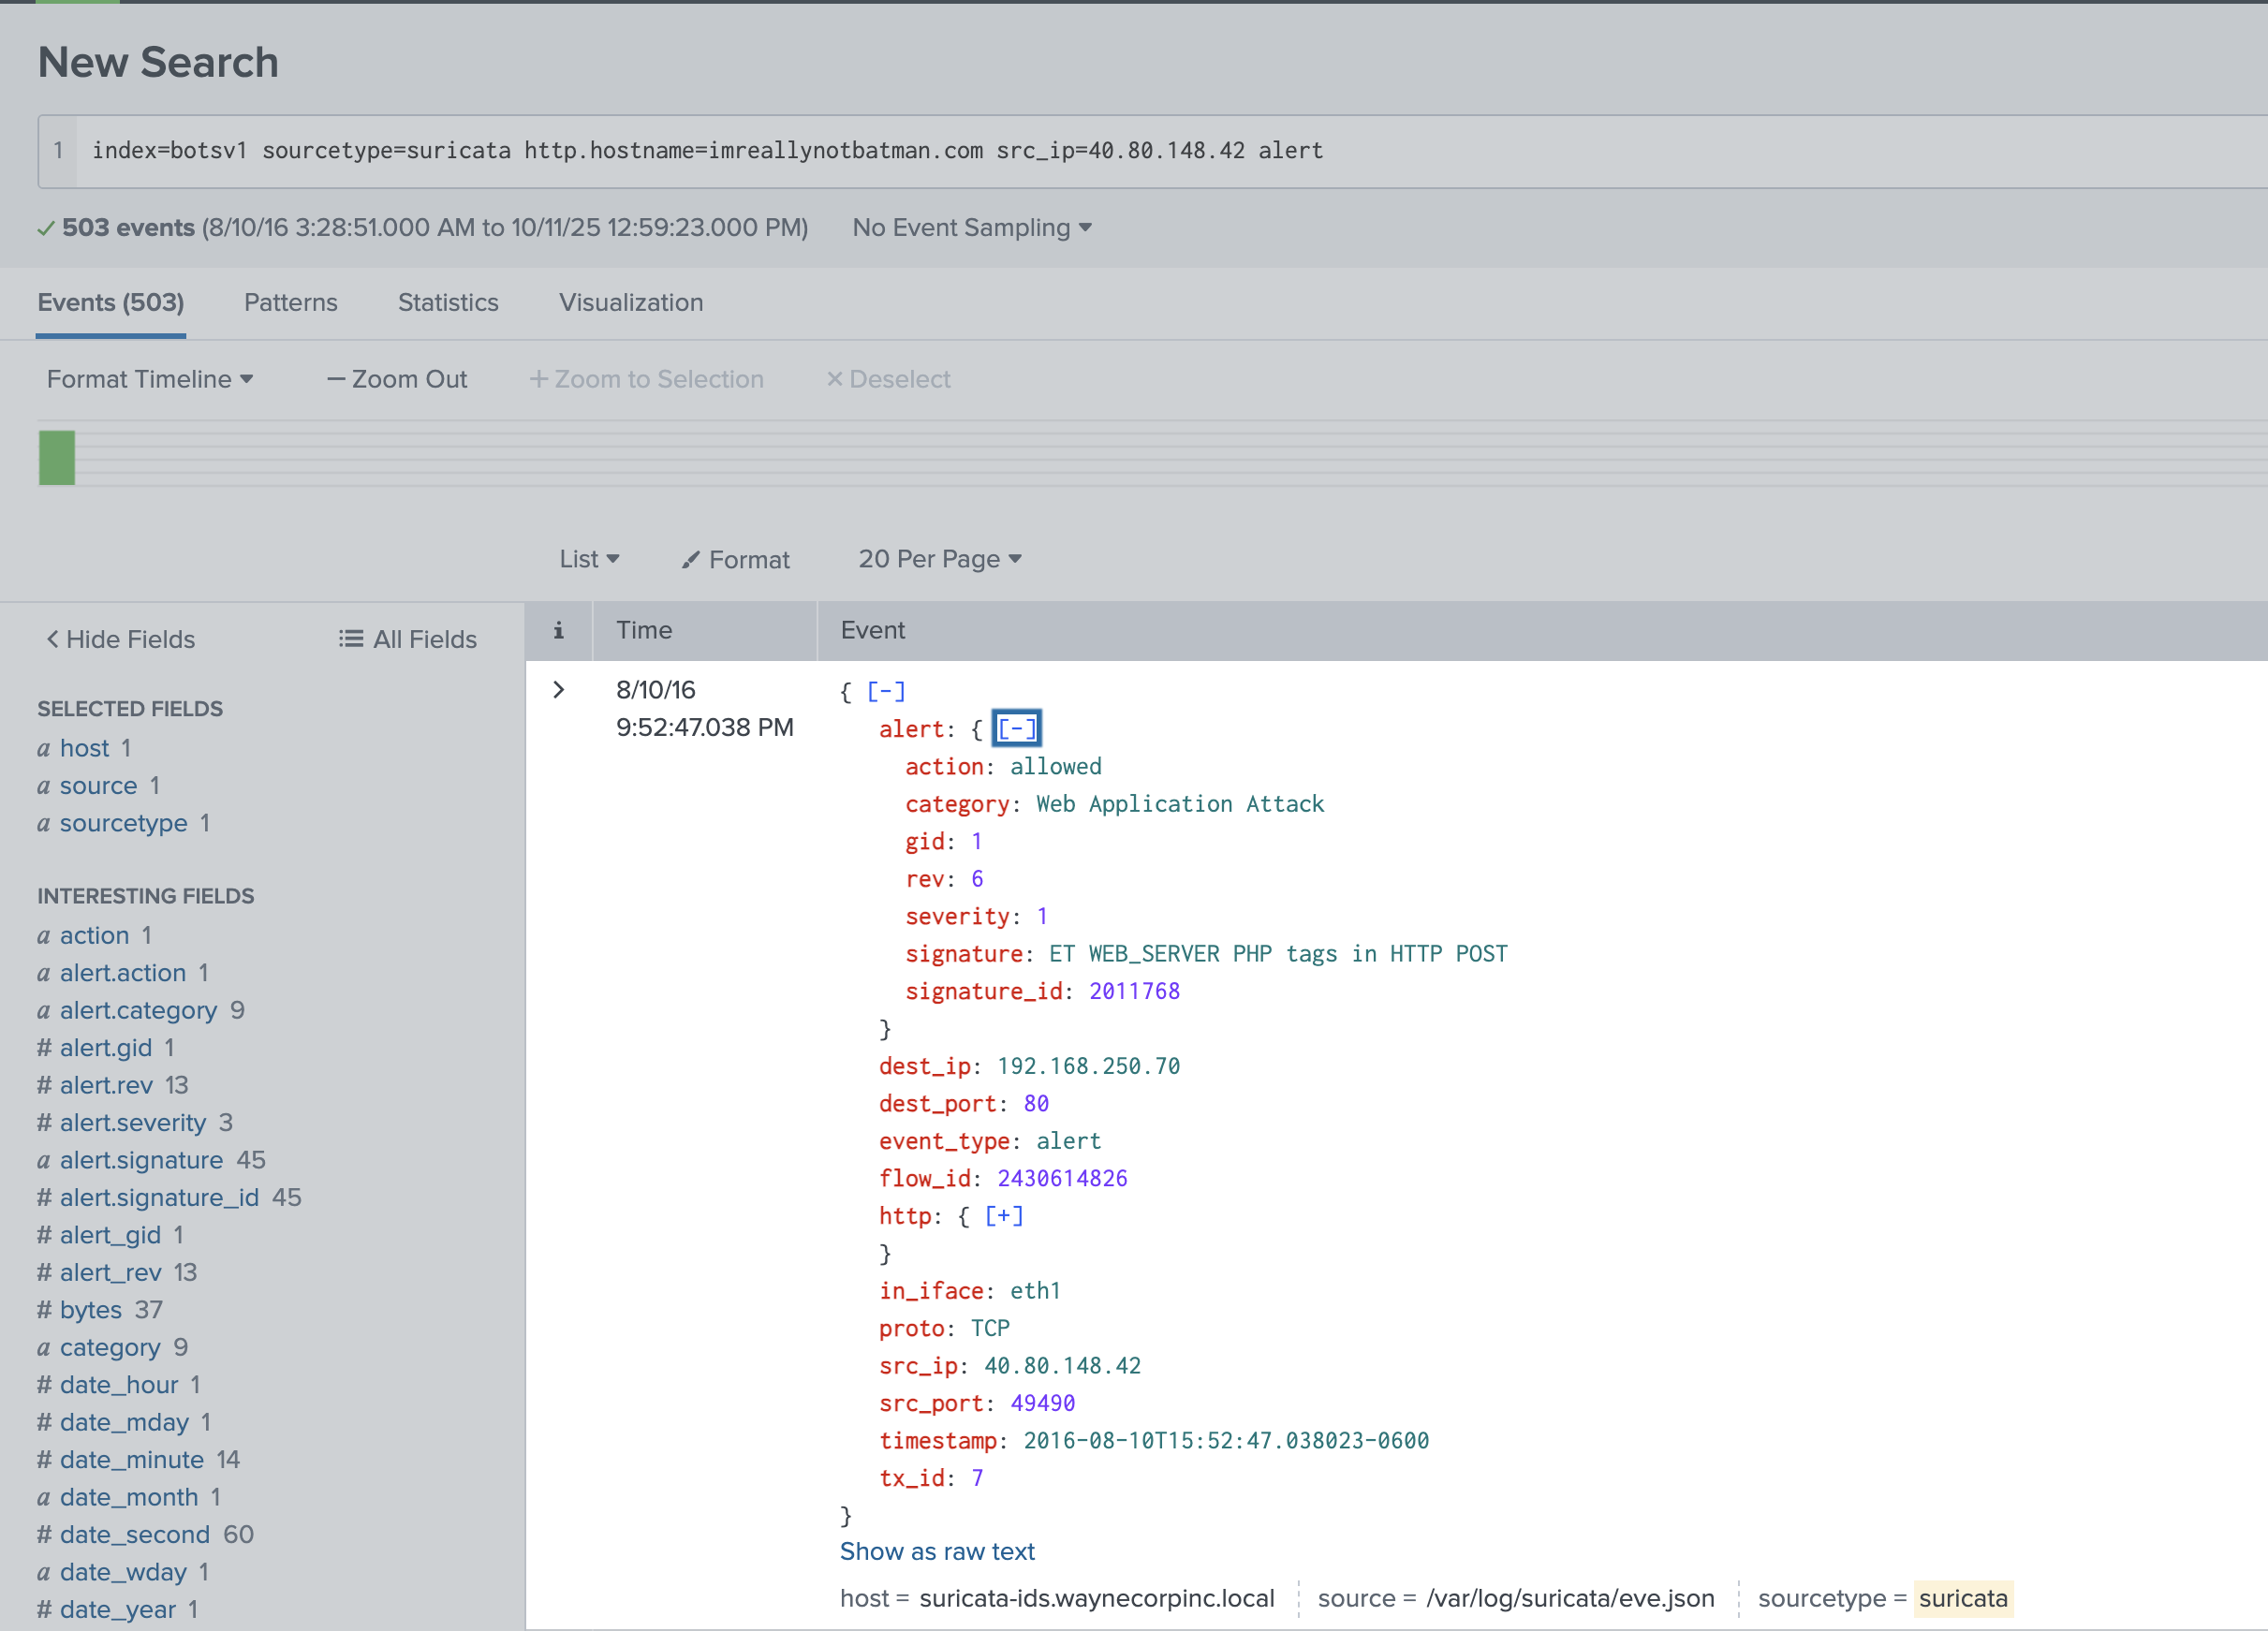 New Search
1 index=botsv1 sourcetype=suricata http.hostname=imreallynotbatman.com src_ip=40.80.148.42 alert
✓ 503 events (8/10/16 3:28:51.000 AM to 10/11/25 12:59:23.000 PM) No Event Sampling
Events (503) Patterns Statistics Visualization
Format Timeline — Zoom Out + Zoom to Selection × Deselect
List Format 20 Per Page
< Hide Fields All Fields
SELECTED FIELDS
a host 1
a source 1
a sourcetype 1
INTERESTING FIELDS
a action 1
a alert.action 1
a alert.category 9
# alert.gid 1
# alert.rev 13
# alert.severity 3
a alert.signature 45
# alert.signature_id 45
# alert_gid 1
# alert_rev 13
# bytes 37
a category 9
# date_hour 1
# date_mday 1
# date_minute 14
a date_month 1
# date_second 60
a date_wday 1
# date_year 1
i Time Event
> 8/10/16
9:52:47.038 PM
{ [-]
alert: { [-]
action: allowed
category: Web Application Attack
gid: 1
rev: 6
severity: 1
signature: ET WEB_SERVER PHP tags in HTTP POST
signature_id: 2011768
}
dest_ip: 192.168.250.70
dest_port: 80
event_type: alert
flow_id: 2430614826
http: { [+]
}
in_iface: eth1
proto: TCP
src_ip: 40.80.148.42
src_port: 49490
timestamp: 2016-08-10T15:52:47.038023-0600
tx_id: 7
}
Show as raw text
host = suricata-ids.waynecorpinc.local source = /var/log/suricata/eve.json sourcetype = suricata